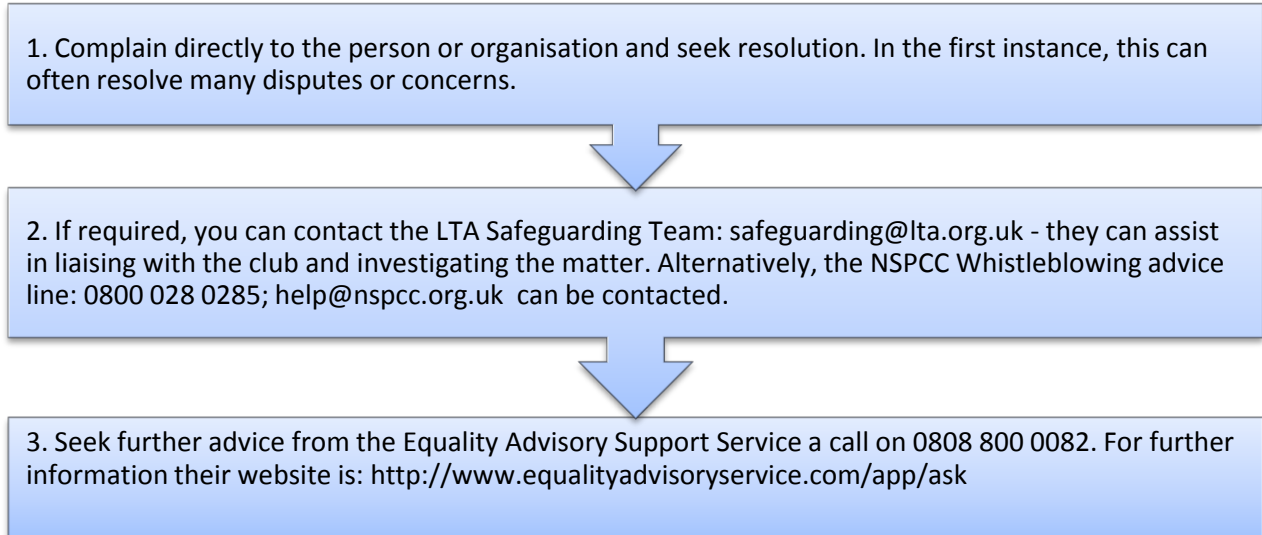 1. Complain directly to the person or organisation and seek resolution. In the first instance, this can
often resolve many disputes or concerns.
2. If required, you can contact the LTA Safeguarding Team: safeguarding@lta.org.uk - they can assist
in liaising with the club and investigating the matter. Alternatively, the NSPCC Whistleblowing advice
line: 0800 028 0285; help@nspcc.org.uk can be contacted.
3. Seek further advice from the Equality Advisory Support Service a call on 0808 800 0082. For further
information their website is: http://www.equalityadvisoryservice.com/app/ask